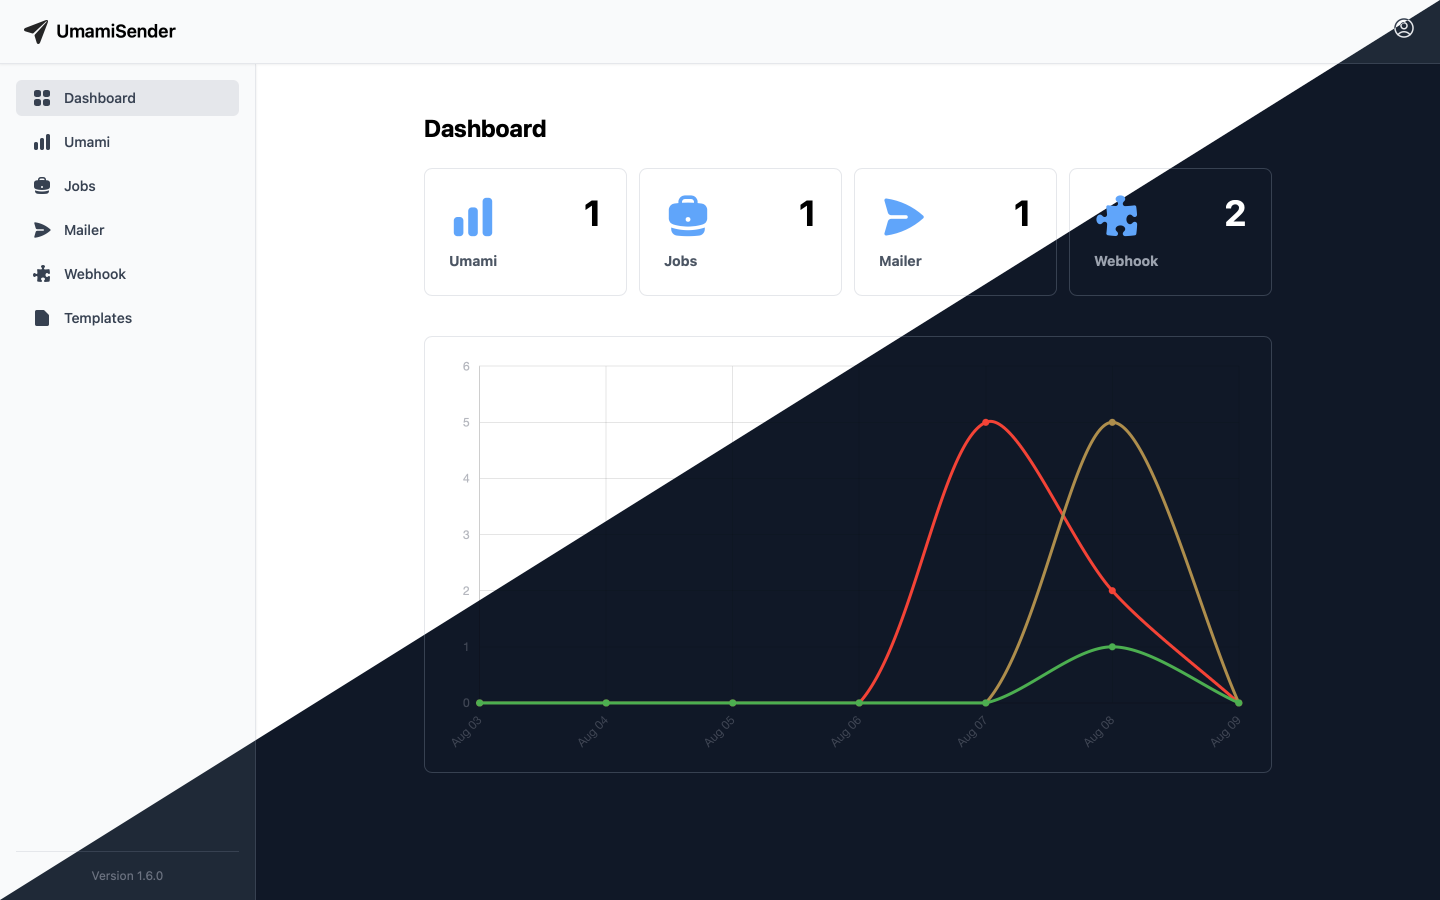 UmamiSender
Dashboard
Umami
Jobs
Mailer
Webhook
Templates
Version 1.6.0
Dashboard
1
Umami
1
Jobs
1
Mailer
2
Webhook
6
5
4
3
2
1
0
Aug 03
Aug 04
Aug 05
Aug 06
Aug 07
Aug 08
Aug 09